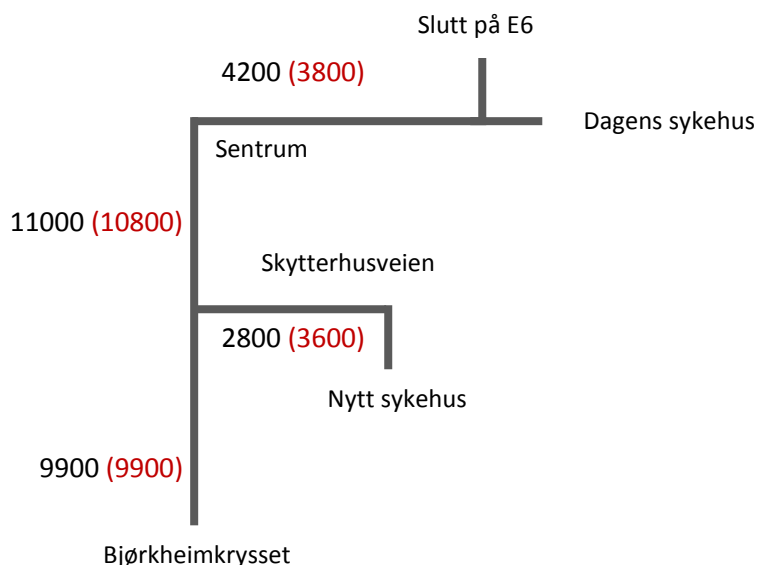 Slutt på E6
4200 (3800)
Dagens sykehus
Sentrum
11000 (10800)
Skytterhusveien
2800 (3600)
Nytt sykehus
9900 (9900)
Bjørkheimkrysset